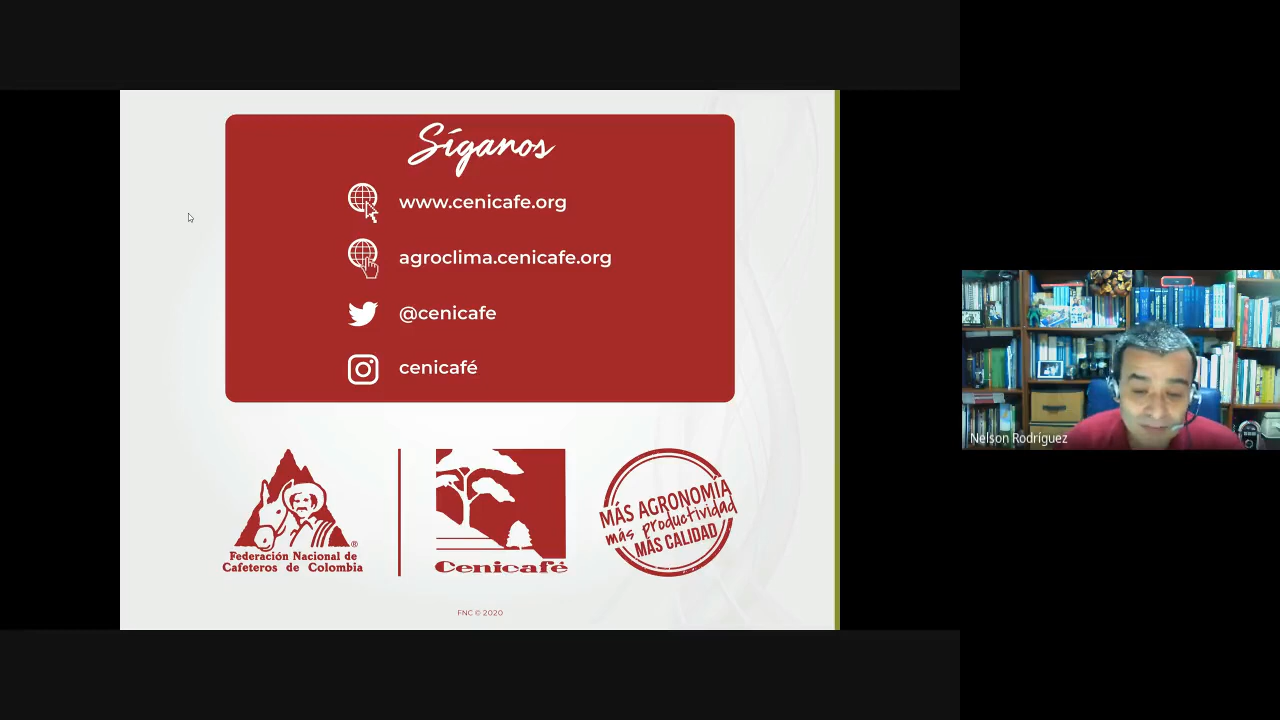 Síganos
www.cenicafe.org
agroclima.cenicafe.org
@cenicafe
cenicafé
Federación Nacional de
Cafeteros de Colombia
®
Cenicafé
MÁS AGRONOMÍA
más productividad
MÁS CALIDAD
FNC © 2020
Nelson Rodríguez